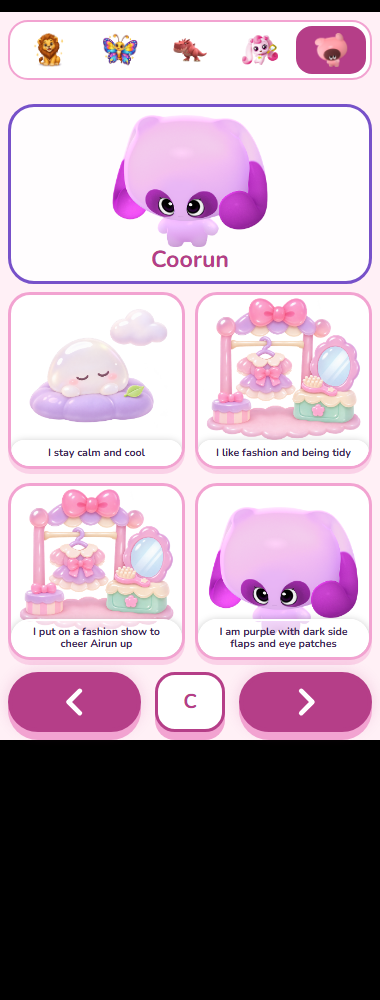 Coorun
I stay calm and cool
I like fashion and being tidy
I put on a fashion show to
cheer Airun up
I am purple with dark side
flaps and eye patches
C